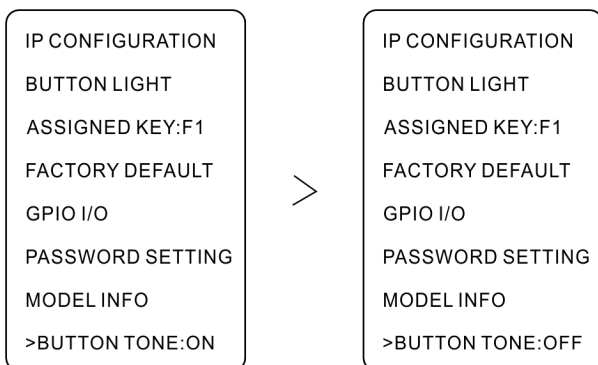 IP CONFIGURATION
BUTTON LIGHT
ASSIGNED KEY:F1
FACTORY DEFAULT
GPIO I/O
PASSWORD SETTING
MODEL INFO
>BUTTON TONE:ON
>
IP CONFIGURATION
BUTTON LIGHT
ASSIGNED KEY:F1
FACTORY DEFAULT
GPIO I/O
PASSWORD SETTING
MODEL INFO
>BUTTON TONE:OFF